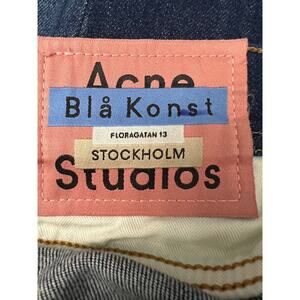 Acne
Blå Konst
FLORAGATAN 13
STOCKHOLM
Studios